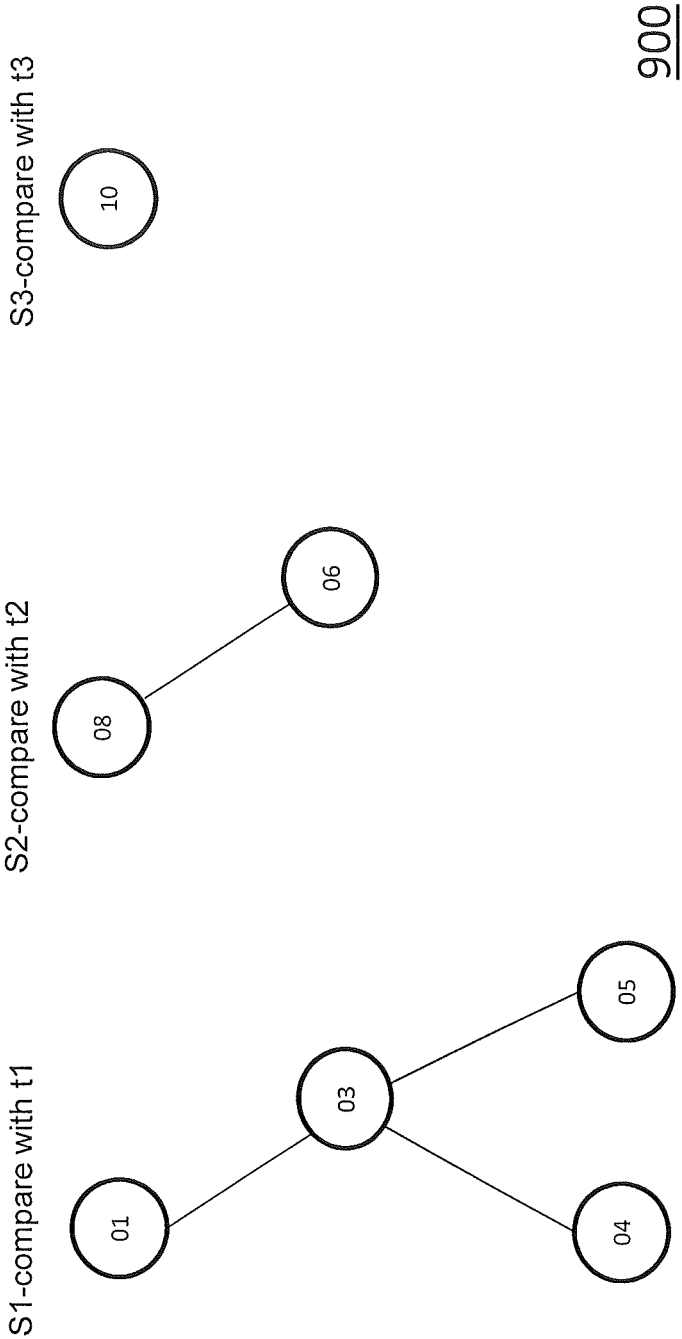 S1-compare with t1
S2-compare with t2
S3-compare with t3
01
08
10
03
06
04
05
900